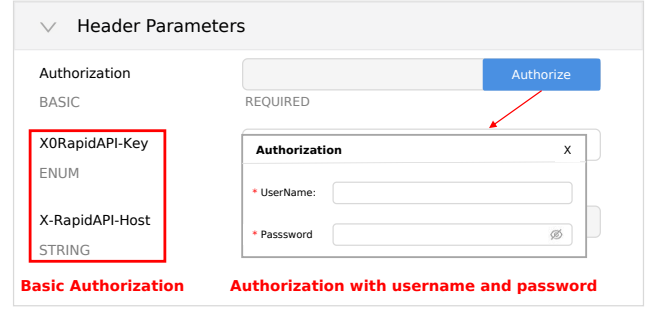 Header Parameters
Authorization
Authorize
BASIC
REQUIRED
X0RapidAPI-Key
ENUM
X-RapidAPI-Host
STRING
Authorization
X
* UserName:
* Passsword
Basic Authorization
Authorization with username and password